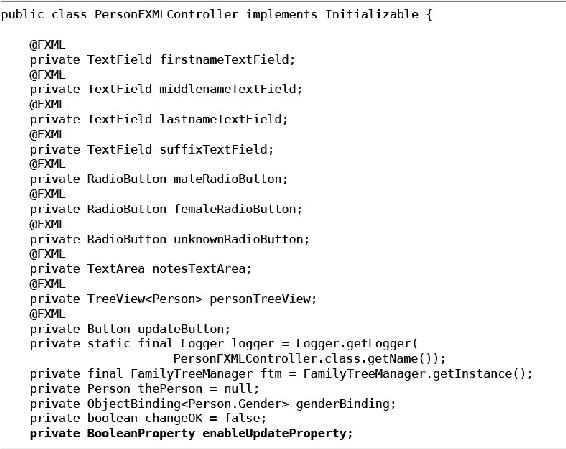 public class PersonFXMLController implements Initializable {
@FXML
private TextField firstnameTextField;
@FXML
private TextField middlenameTextField;
@FXML
private TextField lastnameTextField;
@FXML
private TextField suffixTextField;
@FXML
private RadioButton maleRadioButton;
@FXML
private RadioButton femaleRadioButton;
@FXML
private RadioButton unknownRadioButton;
@FXML
private TextArea notesTextArea;
@FXML
private TreeView<Person> personTreeView;
@FXML
private Button updateButton;
private static final Logger logger = Logger.getLogger(
PersonFXMLController.class.getName());
private final FamilyTreeManager ftm = FamilyTreeManager.getInstance();
private Person thePerson = null;
private ObjectBinding<Person.Gender> genderBinding;
private boolean changeOK = false;
private BooleanProperty enableUpdateProperty;